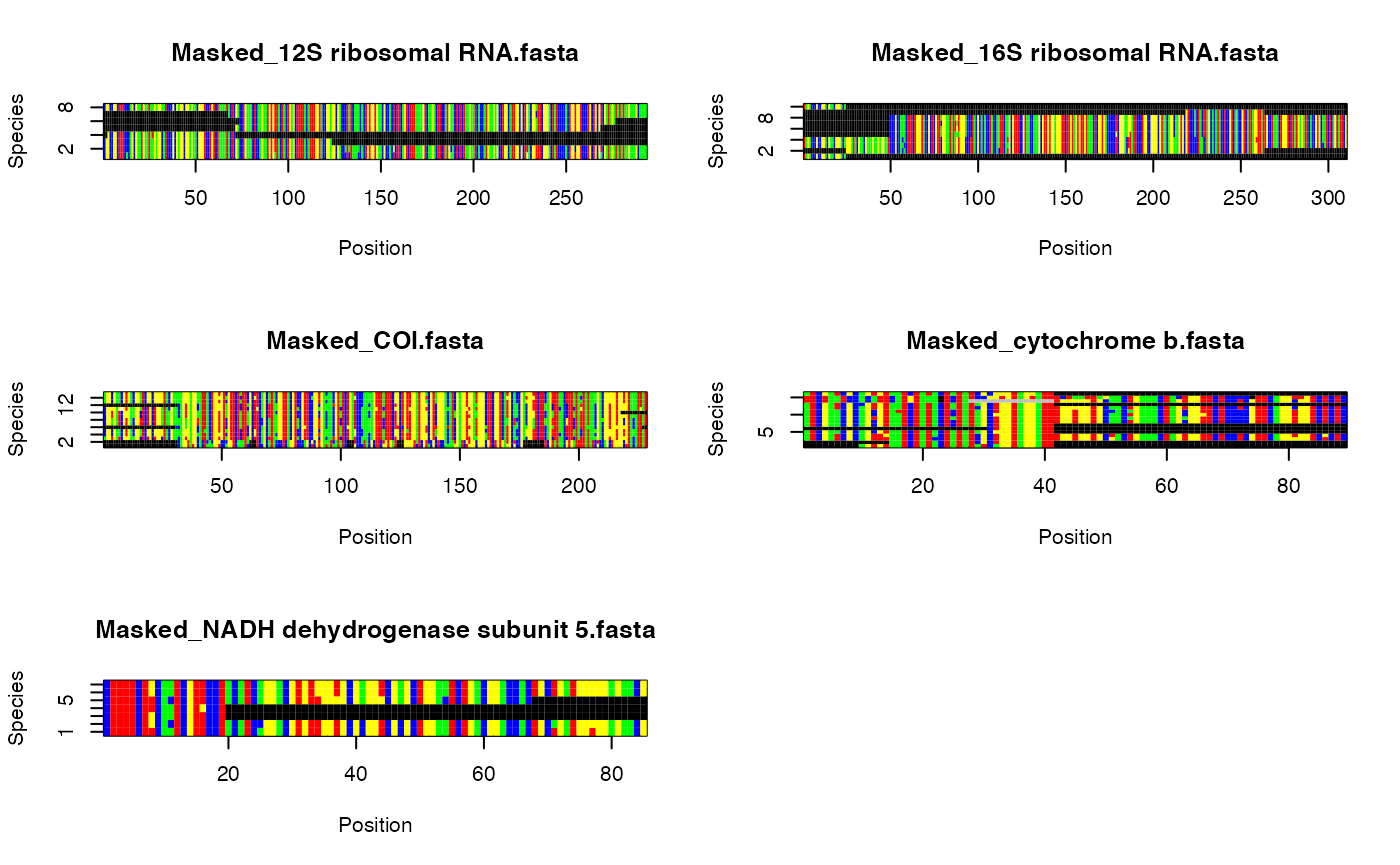 Masked_12S ribosomal RNA.fasta
Species
8
2
50 100 150 200 250
Position
Masked_16S ribosomal RNA.fasta
Species
8
2
50 100 150 200 250 300
Position
Masked_COI.fasta
Species
12
2
50 100 150 200
Position
Masked_cytochrome b.fasta
Species
5
20 40 60 80
Position
Masked_NADH dehydrogenase subunit 5.fasta
Species
5
1
20 40 60 80
Position